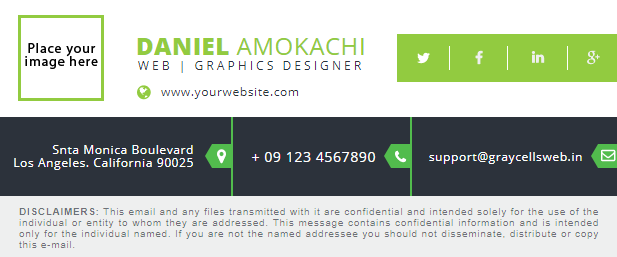 Place your
image here
DANIEL AMOKACHI
WEB | GRAPHICS DESIGNER
www.yourwebsite.com
Snta Monica Boulevard
Los Angeles. California 90025
+ 09 123 4567890
support@graycellsweb.in
DISCLAIMERS: This email and any files transmitted with it are confidential and intended solely for the use of the
individual or entity to whom they are addressed. This message contains confidential information and is intended
only for the individual named. If you are not the named addressee you should not disseminate, distribute or copy
this e-mail.